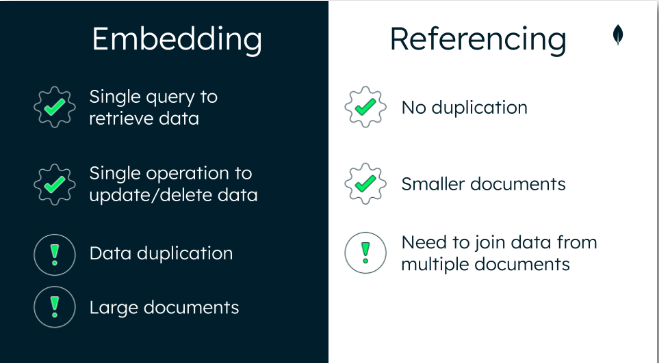 Embedding
Single query to
retrieve data
Single operation to
update/delete data
Data duplication
Large documents
Referencing
No duplication
Smaller documents
Need to join data from
multiple documents